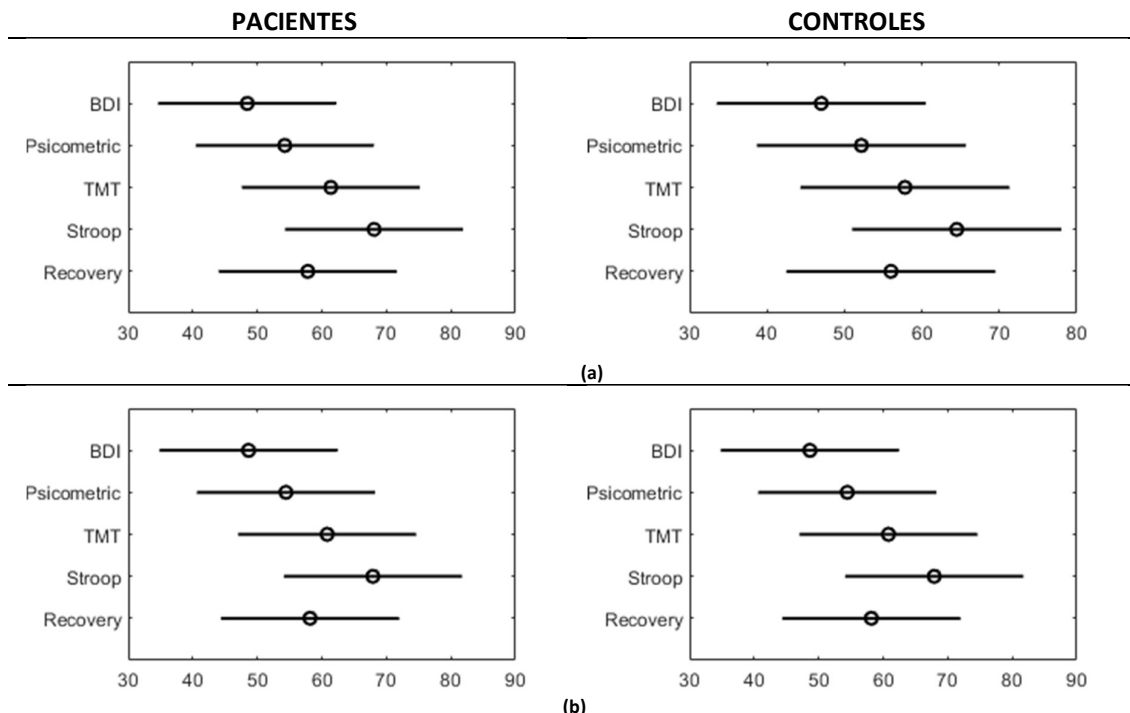 PACIENTES CONTROLES
BDI
Psicometric
TMT
Stroop
Recovery
30 40 50 60 70 80 90
BDI
Psicometric
TMT
Stroop
Recovery
30 40 50 60 70 80
(a)
BDI
Psicometric
TMT
Stroop
Recovery
30 40 50 60 70 80 90
BDI
Psicometric
TMT
Stroop
Recovery
30 40 50 60 70 80 90
(b)